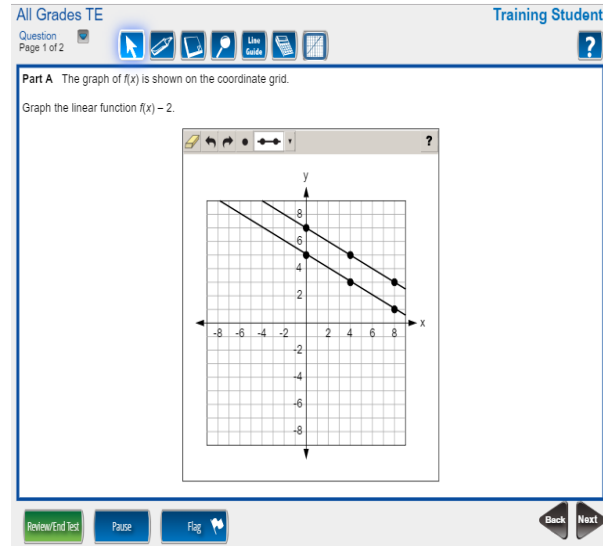 All Grades TE
Training Student
Question
Page 1 of 2
Line
Guide
?
Part A The graph of f(x) is shown on the coordinate grid.
Graph the linear function f(x) – 2.
?
y
8
6
4
2
x
-8 -6 -4 -2 2 4 6 8
-2
-4
-6
-8
Review/End Test
Pause
Flag
Back
Next